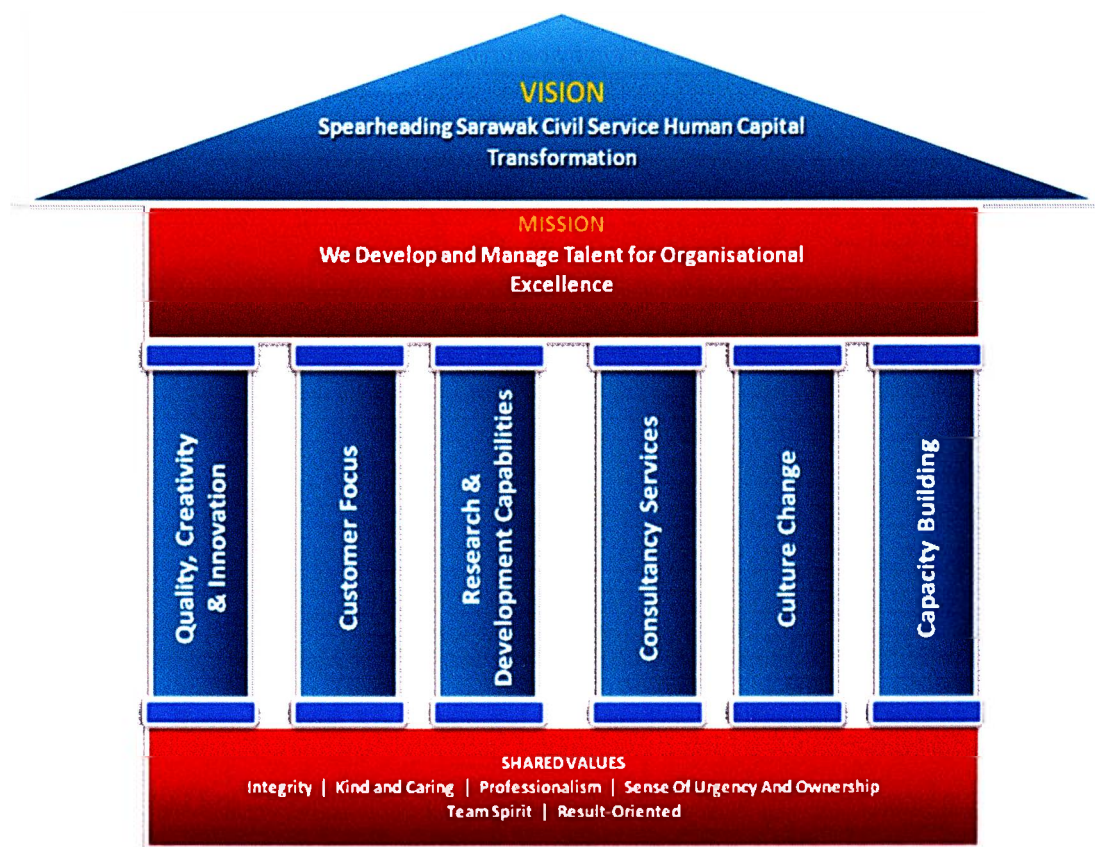 VISION
Spearheading Sarawak Civil Service Human Capital
Transformation
MISSION
We Develop and Manage Talent for Organisational
Excellence
Quality, Creativity
& Innovation
Customer Focus
Research &
Development Capabilities
Consultancy Services
Culture Change
Capacity Building
SHARED VALUES
Integrity | Kind and Caring | Professionalism | Sense Of Urgency And Ownership
Team Spirit | Result-Oriented